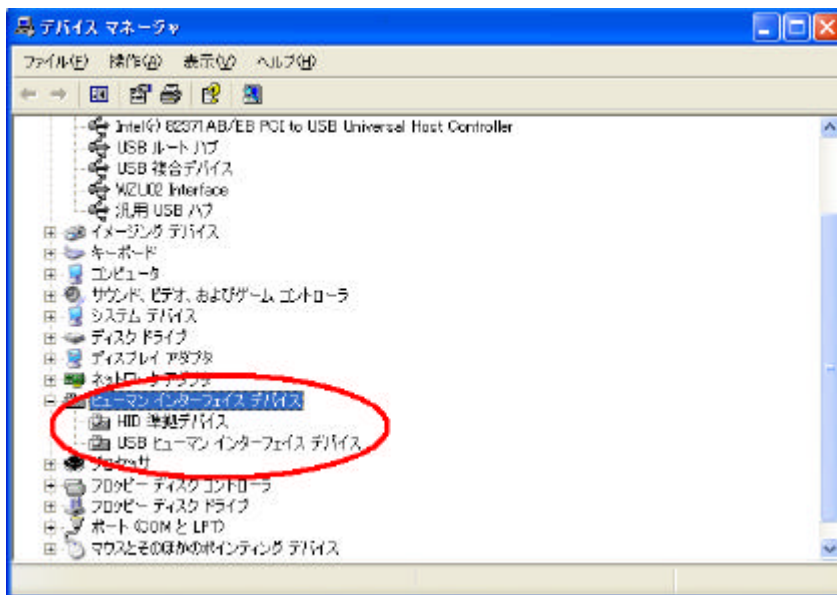 デバイス マネージャ
ファイル(F) 操作(A) 表示(V) ヘルプ(H)
Intel(r) 82371AB/EB PCI to USB Universal Host Controller
USB ルート ハブ
USB 複合デバイス
WZU02 Interface
汎用 USB ハブ
イメージング デバイス
キーボード
コンピュータ
サウンド、ビデオ、およびゲーム コントローラ
システム デバイス
ディスク ドライブ
ディスプレイ アダプタ
ネットワーク アダプタ
ヒューマン インターフェイス デバイス
HID 準拠デバイス
USB ヒューマン インターフェイス デバイス
プロセッサ
フロッピー ディスク コントローラ
フロッピー ディスク ドライブ
ポート (COM と LPT)
マウスとそのほかのポインティング デバイス